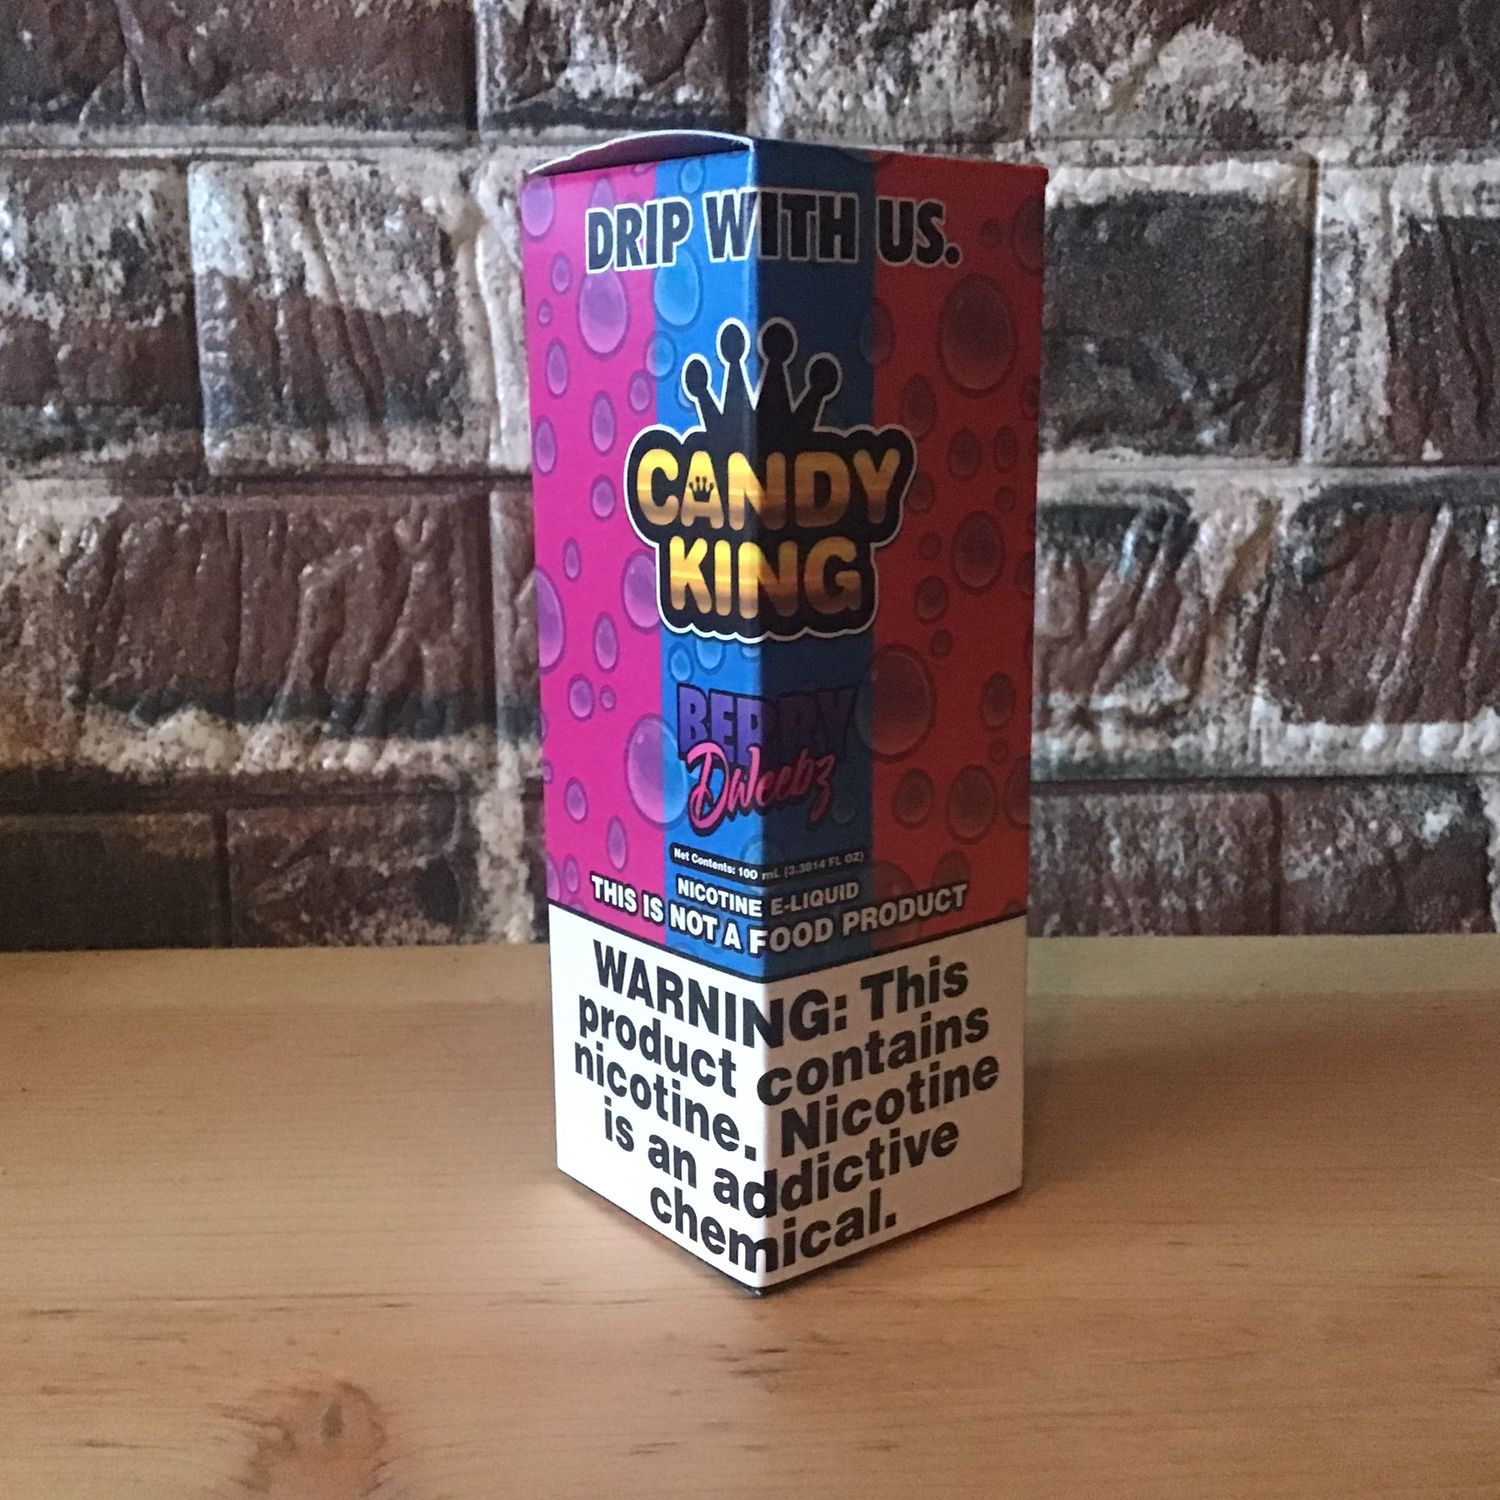 DRIP WITH US.
CANDY
KING
BERRY
Dweebz
Net Contents: 100 mL (3.3814 FL OZ)
NICOTINE E-LIQUID
THIS IS NOT A FOOD PRODUCT
WARNING: This
product contains
nicotine. Nicotine
is an addictive
chemical.